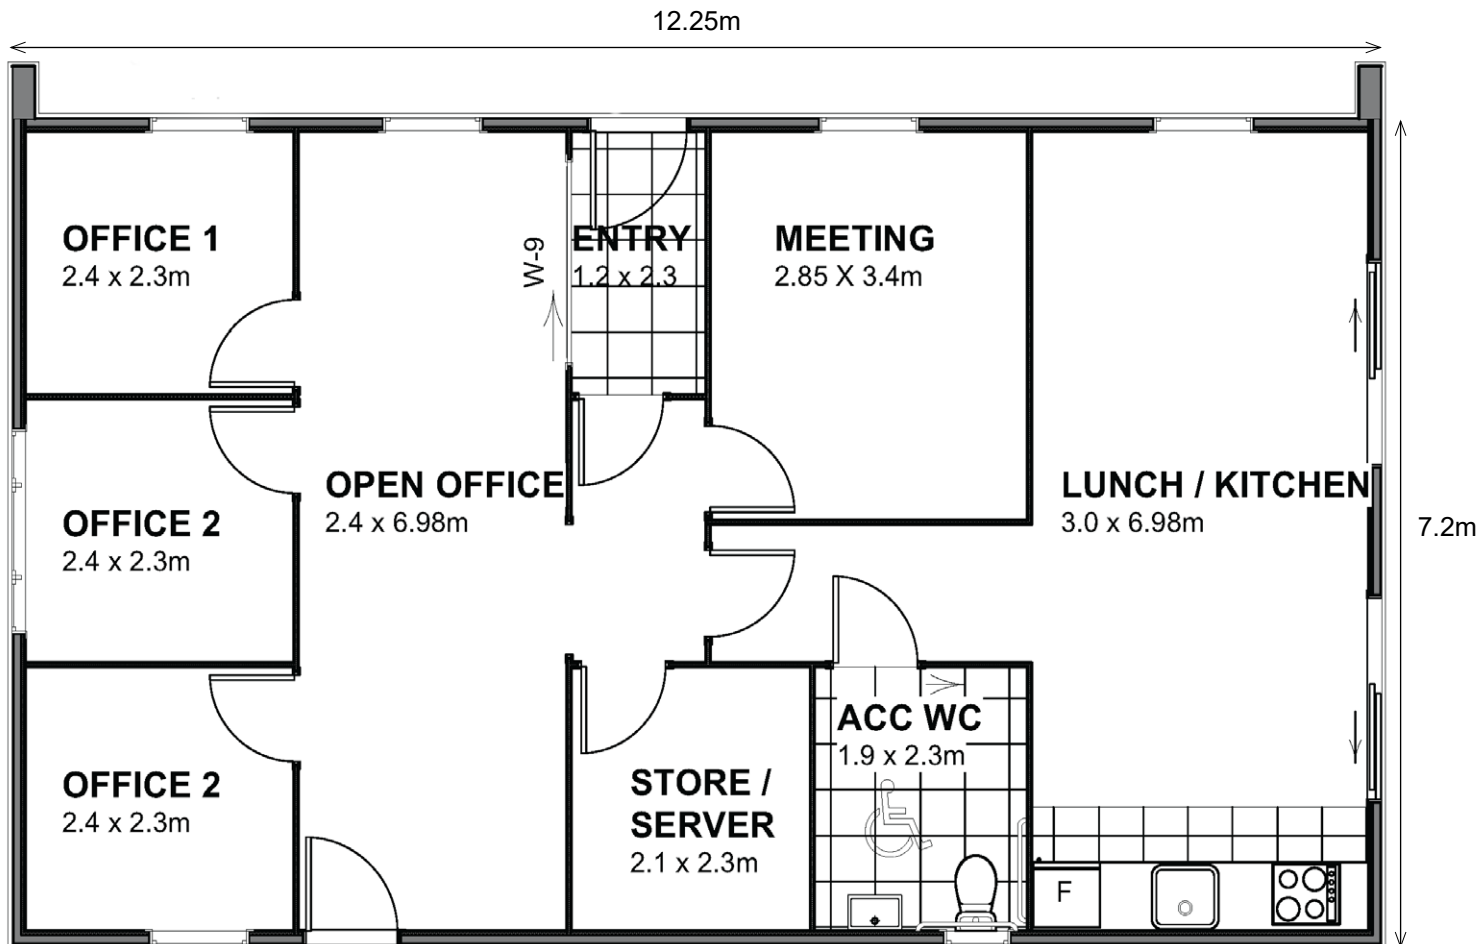 12.25m
OFFICE 1
2.4 x 2.3m
W-9
ENTRY
1.2 x 2.3
MEETING
2.85 X 3.4m
OFFICE 2
2.4 x 2.3m
OPEN OFFICE
2.4 x 6.98m
LUNCH / KITCHEN
3.0 x 6.98m
7.2m
OFFICE 2
2.4 x 2.3m
STORE /
SERVER
2.1 x 2.3m
ACC WC
1.9 x 2.3m
F